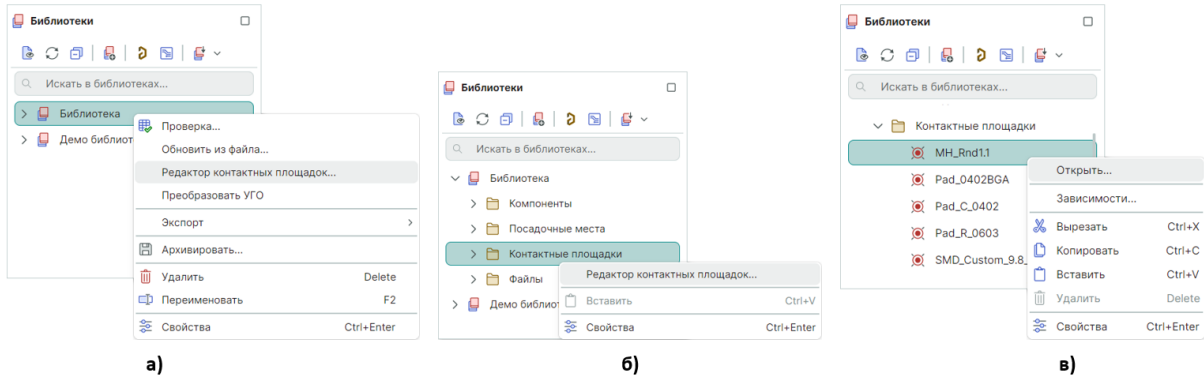 Библиотеки
Искать в библиотеках...
Библиотека
Демо библиот
Проверка...
Обновить из файла...
Редактор контактных площадок...
Преобразовать УГО
Экспорт
Архивировать...
Удалить Delete
Переименовать F2
Свойства Ctrl+Enter
а)
Библиотеки
Искать в библиотеках...
Библиотека
Компоненты
Посадочные места
Контактные площадки
Файлы
Демо библиот
Редактор контактных площадок...
Вставить Ctrl+V
Свойства Ctrl+Enter
б)
Библиотеки
Искать в библиотеках...
Контактные площадки
MH_Rnd1.1
Pad_0402BGA
Pad_C_0402
Pad_R_0603
SMD_Custom_9.8_
Открыть...
Зависимости...
Вырезать Ctrl+X
Копировать Ctrl+C
Вставить Ctrl+V
Удалить Delete
Свойства Ctrl+Enter
в)